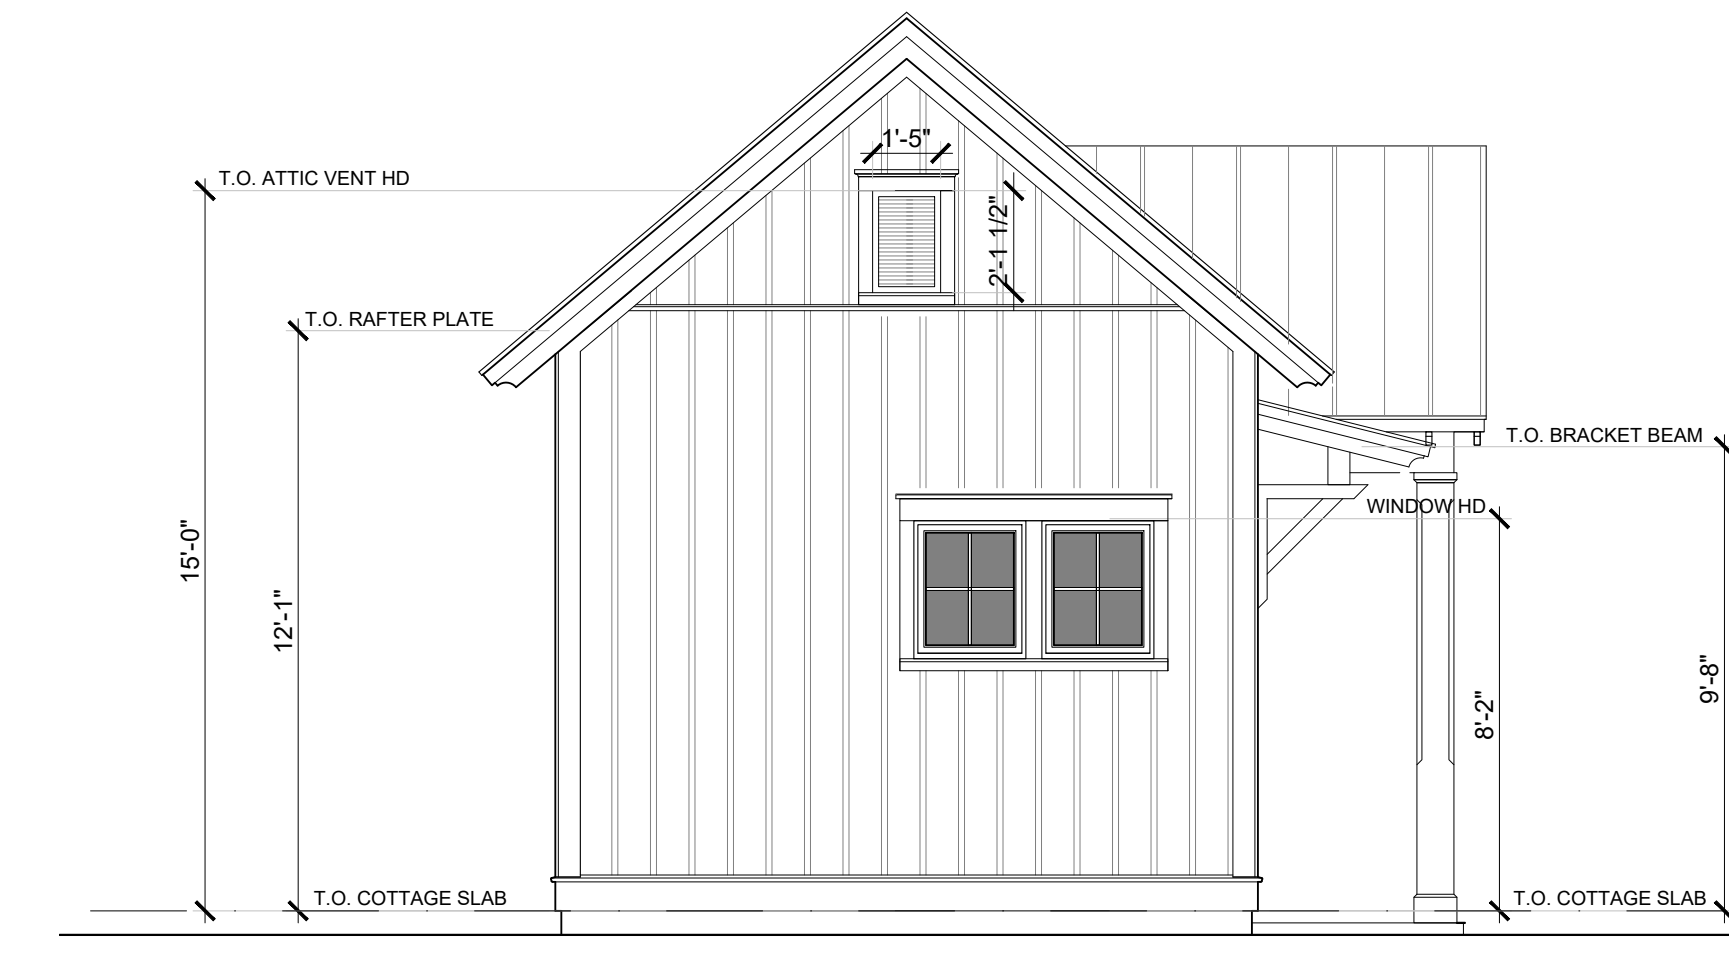 1'-5"
T.O. ATTIC VENT HD
2'-1 1/2"
T.O. RAFTER PLATE
T.O. BRACKET BEAM
WINDOW HD
15'-0"
12'-1"
9'-8"
8'-2"
T.O. COTTAGE SLAB
T.O. COTTAGE SLAB